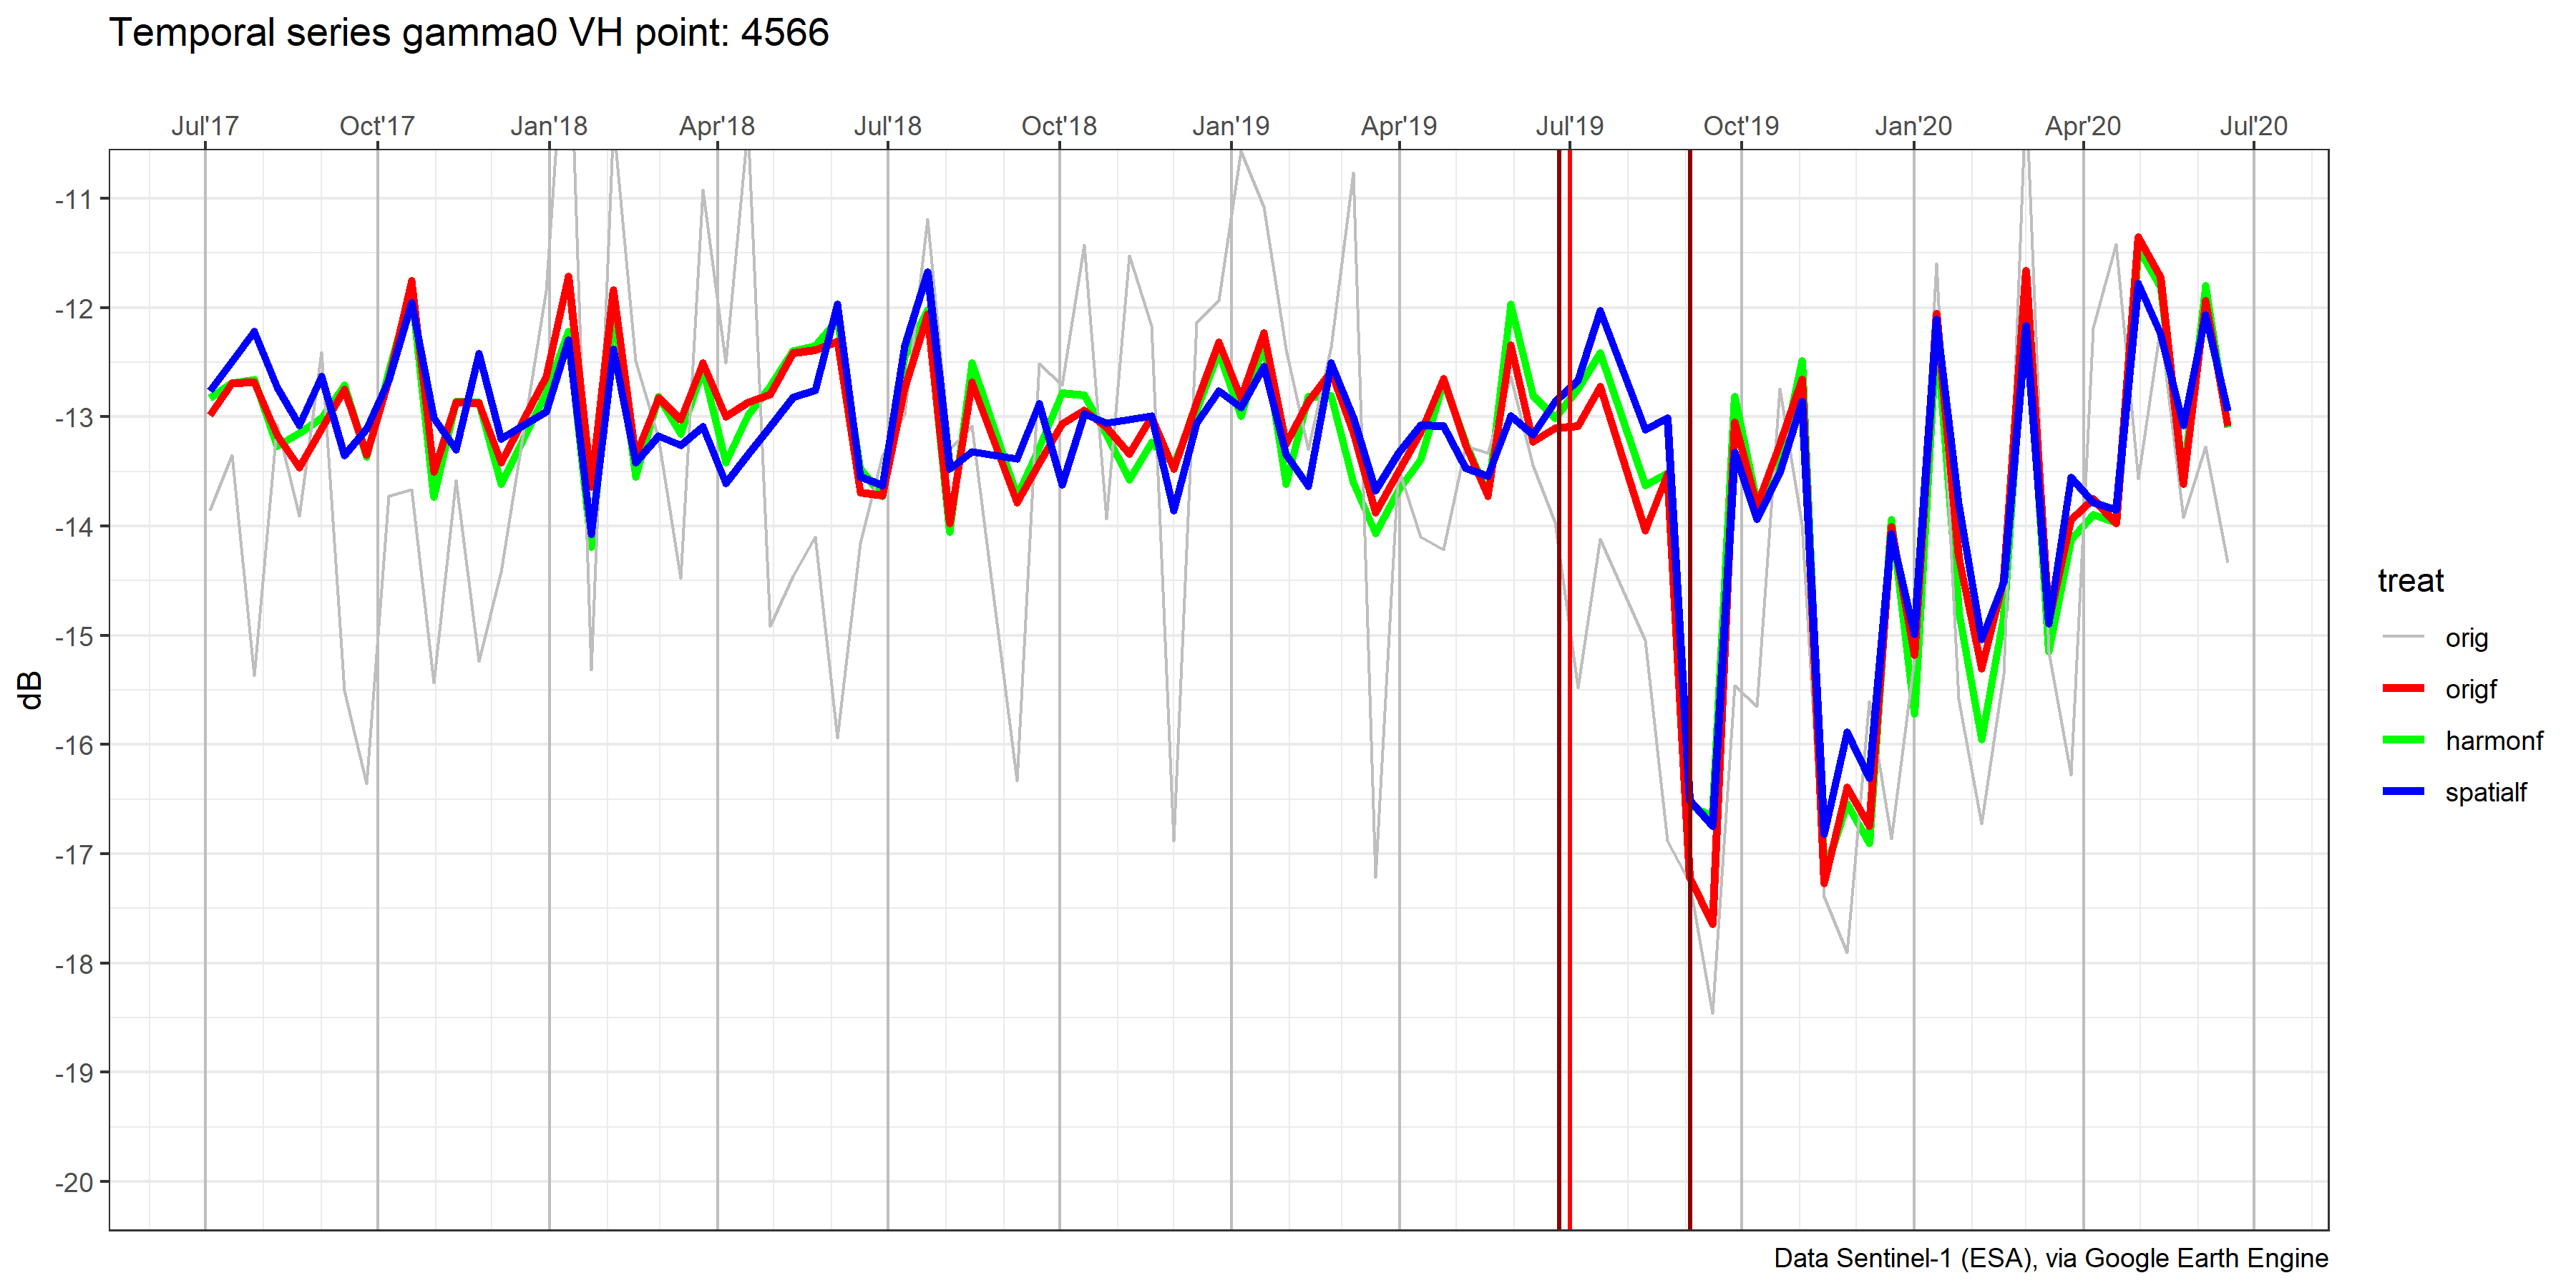 Temporal series gamma0 VH point: 4566
Jul'17 Oct'17 Jan'18 Apr'18 Jul'18 Oct'18 Jan'19 Apr'19 Jul'19 Oct'19 Jan'20 Apr'20 Jul'20
-11
-12
-13
-14
-15
-16
-17
-18
-19
-20
dB
treat
orig
origf
harmonf
spatialf
Data Sentinel-1 (ESA), via Google Earth Engine